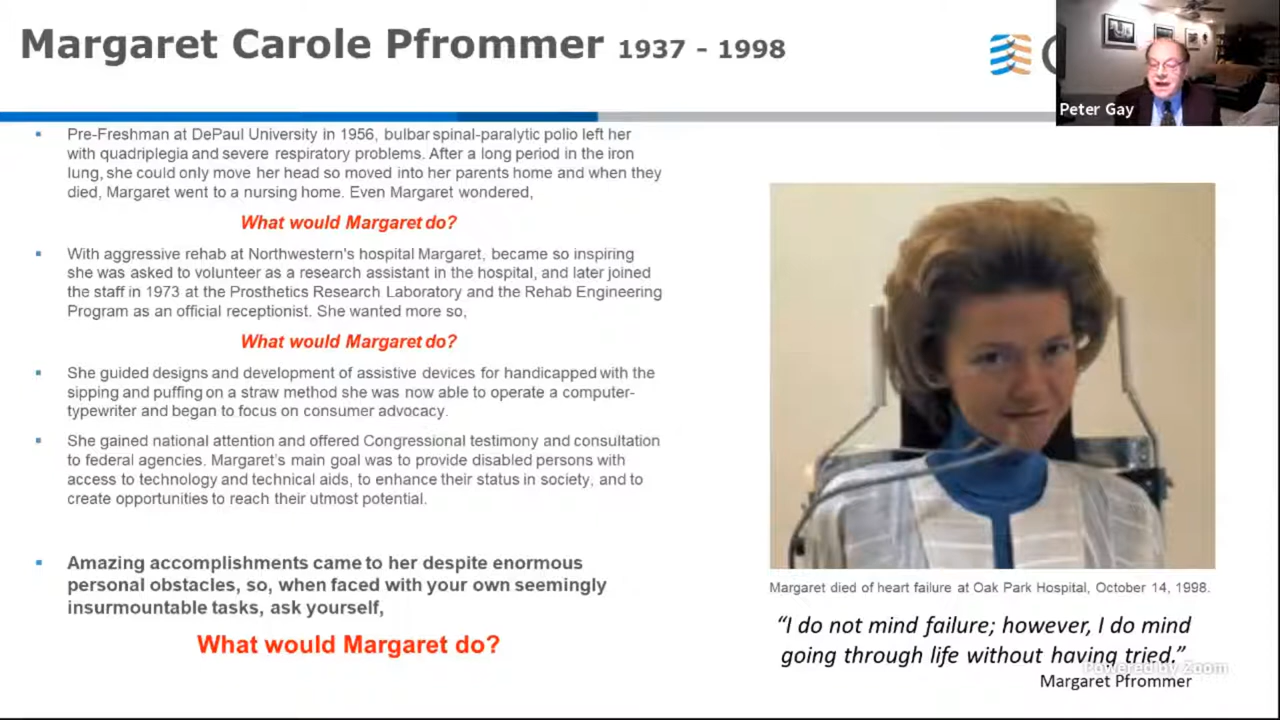 Margaret Carole Pfrommer 1937 - 1998
Peter Gay
Pre-Freshman at DePaul University in 1956, bulbar spinal-paralytic polio left her
with quadriplegia and severe respiratory problems. After a long period in the iron
lung, she could only move her head so moved into her parents home and when they
died, Margaret went to a nursing home. Even Margaret wondered,
What would Margaret do?
With aggressive rehab at Northwestern's hospital Margaret, became so inspiring
she was asked to volunteer as a research assistant in the hospital, and later joined
the staff in 1973 at the Prosthetics Research Laboratory and the Rehab Engineering
Program as an official receptionist. She wanted more so,
What would Margaret do?
She guided designs and development of assistive devices for handicapped with the
sipping and puffing on a straw method she was now able to operate a computer-
typewriter and began to focus on consumer advocacy.
She gained national attention and offered Congressional testimony and consultation
to federal agencies. Margaret's main goal was to provide disabled persons with
access to technology and technical aids, to enhance their status in society, and to
create opportunities to reach their utmost potential.
Amazing accomplishments came to her despite enormous
personal obstacles, so, when faced with your own seemingly
insurmountable tasks, ask yourself,
What would Margaret do?
Margaret died of heart failure at Oak Park Hospital, October 14, 1998.
“I do not mind failure; however, I do mind
going through life without having tried.”
Powered by Zoom
Margaret Pfrommer